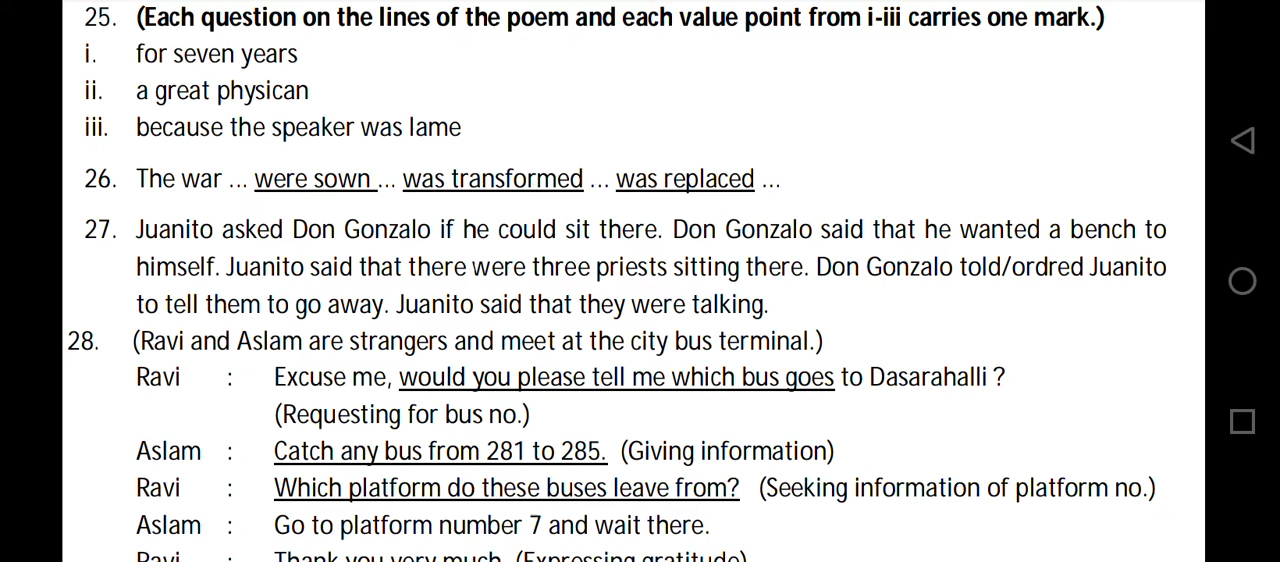 25. (Each question on the lines of the poem and each value point from i-iii carries one mark.)
i. for seven years
ii. a great physican
iii. because the speaker was lame
26. The war ... were sown ... was transformed ... was replaced ...
27. Juanito asked Don Gonzalo if he could sit there. Don Gonzalo said that he wanted a bench to
himself. Juanito said that there were three priests sitting there. Don Gonzalo told/ordred Juanito
to tell them to go away. Juanito said that they were talking.
28. (Ravi and Aslam are strangers and meet at the city bus terminal.)
Ravi : Excuse me, would you please tell me which bus goes to Dasarahalli ?
(Requesting for bus no.)
Aslam : Catch any bus from 281 to 285. (Giving information)
Ravi : Which platform do these buses leave from? (Seeking information of platform no.)
Aslam : Go to platform number 7 and wait there.
Ravi : Thank you very much. (Expressing gratitude)